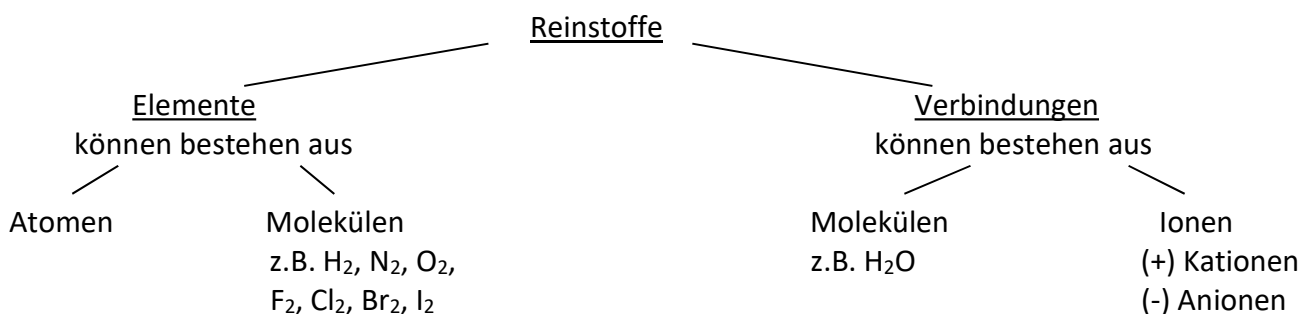 Reinstoffe
Elemente
können bestehen aus
Verbindungen
können bestehen aus
Atomen
Molekülen
z.B. H₂, N₂, O₂,
F₂, Cl₂, Br₂, I₂
Molekülen
z.B. H₂O
Ionen
(+) Kationen
(-) Anionen